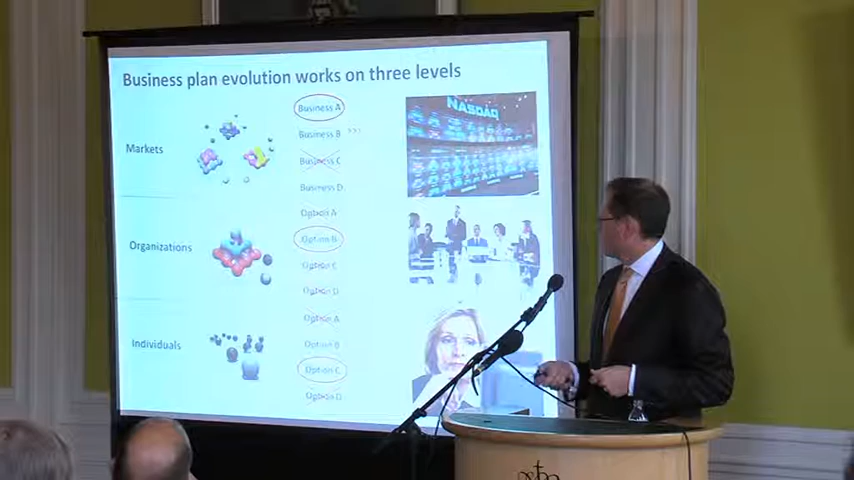 Business plan evolution works on three levels
Markets
Business A
Business B ???
Business C
Business D
NASDAQ
Organizations
Option A
Option B
Option C
Option D
Individuals
Option A
Option B
Option C
Option D